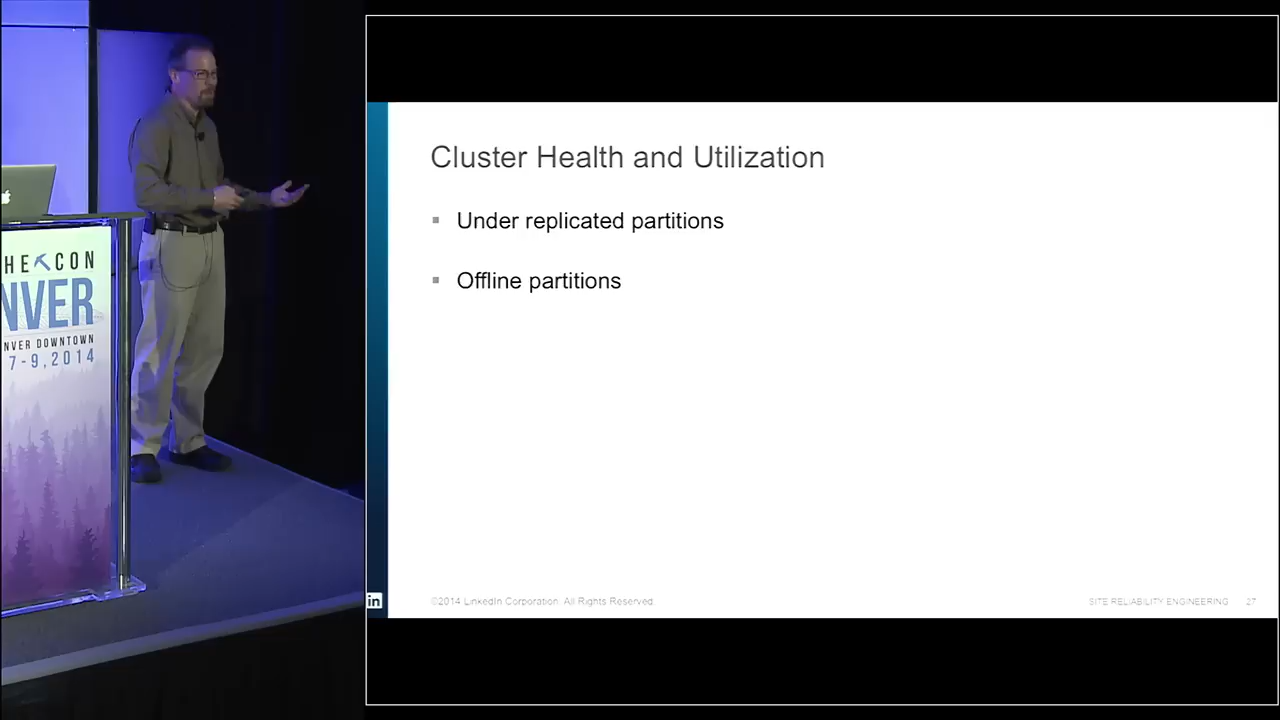 HE CON
NVER
NVER DOWNTOWN
7-9, 2014
Cluster Health and Utilization
Under replicated partitions
Offline partitions
in
©2014 LinkedIn Corporation. All Rights Reserved.
SITE RELIABILITY ENGINEERING 27